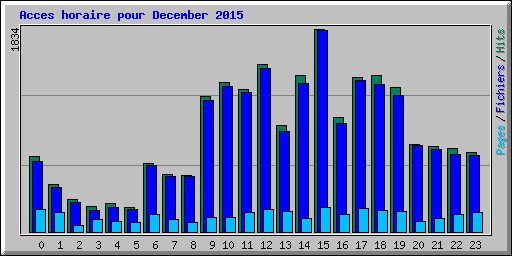 Acces horaire pour December 2015
1834
Pages / Fichiers / Hits
0 1 2 3 4 5 6 7 8 9 10 11 12 13 14 15 16 17 18 19 20 21 22 23